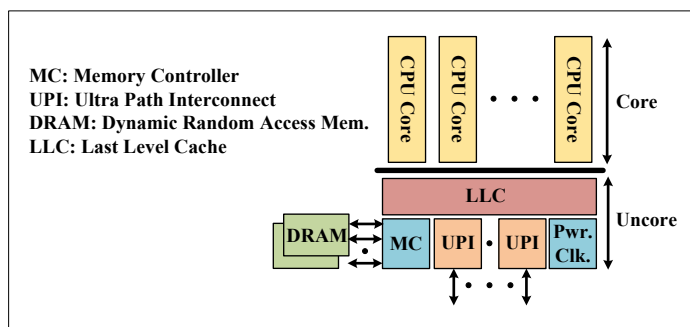 MC: Memory Controller
UPI: Ultra Path Interconnect
DRAM: Dynamic Random Access Mem.
LLC: Last Level Cache
CPU Core
CPU Core
CPU Core
Core
LLC
Uncore
DRAM
MC
UPI
UPI
Pwr.
Clk.